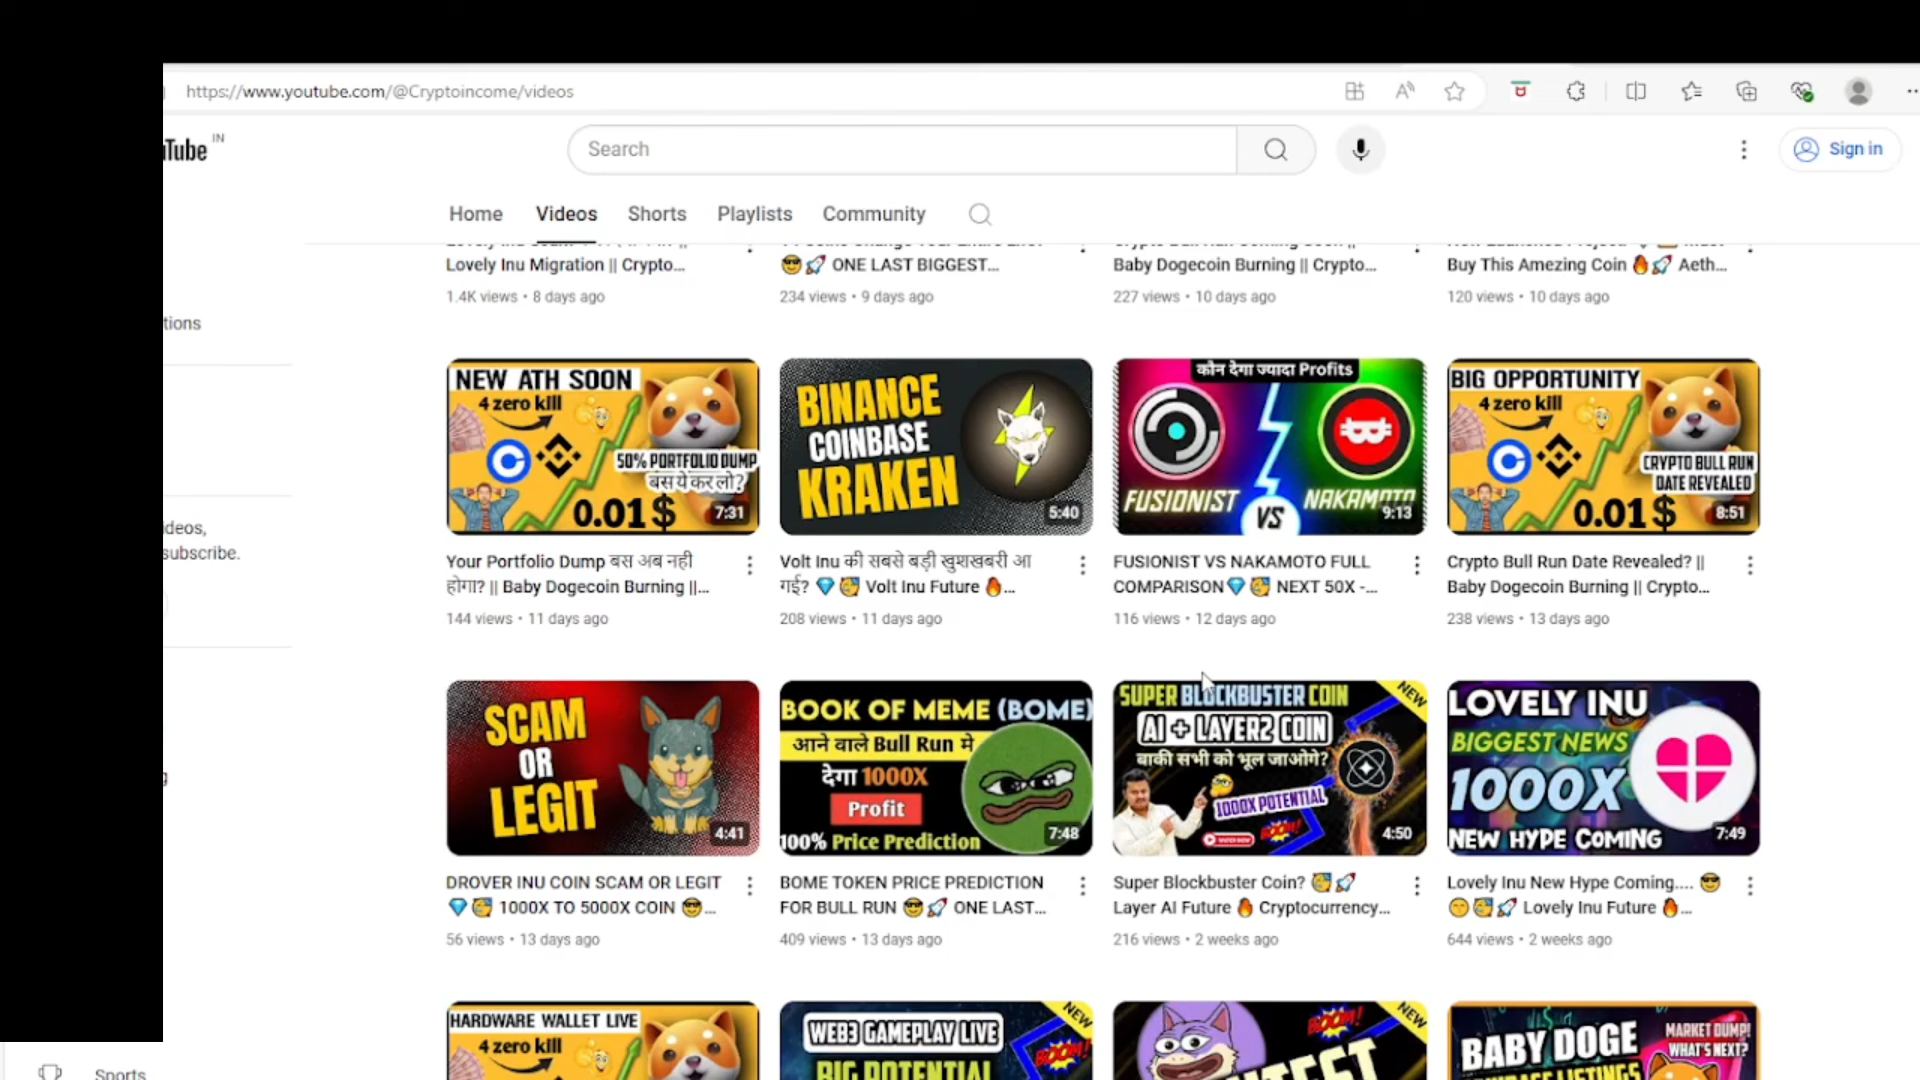 https://www.youtube.com/@Cryptoincome/videos
Tube IN
Search
Sign in
Home
Videos
Shorts
Playlists
Community
Lovely Inu Migration || Crypto...
1.4K views • 8 days ago
😎🚀 ONE LAST BIGGEST...
234 views • 9 days ago
Baby Dogecoin Burning || Crypto...
227 views • 10 days ago
Buy This Amezing Coin 🔥🚀 Aeth...
120 views • 10 days ago
tions
ideos,
subscribe.
NEW ATH SOON
4 zero kill
50% PORTFOLIO DUMP
बस ये कर लो?
0.01$
7:31
Your Portfolio Dump बस अब नही
होगा? || Baby Dogecoin Burning ||...
144 views • 11 days ago
BINANCE
COINBASE
KRAKEN
5:40
Volt Inu की सबसे बड़ी खुशखबरी आ
गई? 💎🥳 Volt Inu Future 🔥...
208 views • 11 days ago
कौन देगा ज्यादा Profits
FUSIONIST
VS
NAKAMOTO
9:13
FUSIONIST VS NAKAMOTO FULL
COMPARISON💎🥳 NEXT 50X -...
116 views • 12 days ago
BIG OPPORTUNITY
4 zero kill
CRYPTO BULL RUN
DATE REVEALED
0.01$
8:51
Crypto Bull Run Date Revealed? ||
Baby Dogecoin Burning || Crypto...
238 views • 13 days ago
SCAM
OR
LEGIT
4:41
DROVER INU COIN SCAM OR LEGIT
💎🥳 1000X TO 5000X COIN 😎...
56 views • 13 days ago
BOOK OF MEME (BOME)
आने वाले Bull Run मे
देगा 1000X
Profit
100% Price Prediction
7:48
BOME TOKEN PRICE PREDICTION
FOR BULL RUN 😎🚀 ONE LAST...
409 views • 13 days ago
SUPER BLOCKBUSTER COIN
NEW
AI + LAYER2 COIN
बाकी सभी को भूल जाओगे?
1000X POTENTIAL
BOOM!
4:50
Super Blockbuster Coin? 🥳🚀
Layer AI Future 🔥 Cryptocurrency...
216 views • 2 weeks ago
LOVELY INU
BIGGEST NEWS
1000X
NEW HYPE COMING
7:49
Lovely Inu New Hype Coming.... 😎
😁🥳🚀 Lovely Inu Future 🔥...
644 views • 2 weeks ago
HARDWARE WALLET LIVE
4 zero kill
WEB3 GAMEPLAY LIVE
NEW
BOOM!
BIG POTENTIAL
BOOM!
NEW
BABY DOGE
MARKET DUMP!
WHAT'S NEXT?
LISTINGS
Sports